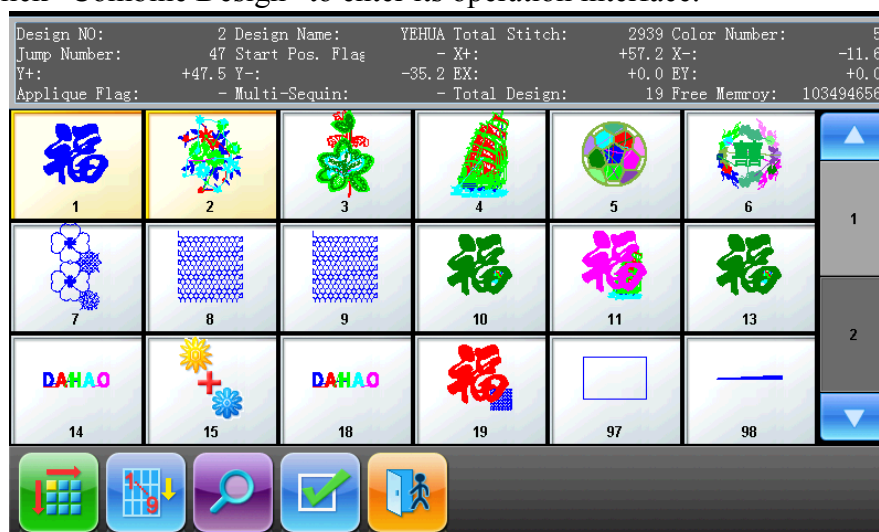 "Combine Design" to enter its operation interface.
Design NO: 2 Design Name: YEHUA Total Stitch: 2939 Color Number: 5
Jump Number: 47 Start Pos. Flag - X+: +57.2 X-: -11.6
Y+: +47.5 Y-: -35.2 EX: +0.0 EY: +0.0
Applique Flag: - Multi-Sequin: - Total Design: 19 Free Memroy: 103494656
福
囍
1 2 3 4 5 6
1
福 福 福
7 8 9 10 11 13
2
DAHAO DAHAO 福
14 15 18 19 97 98
1
9